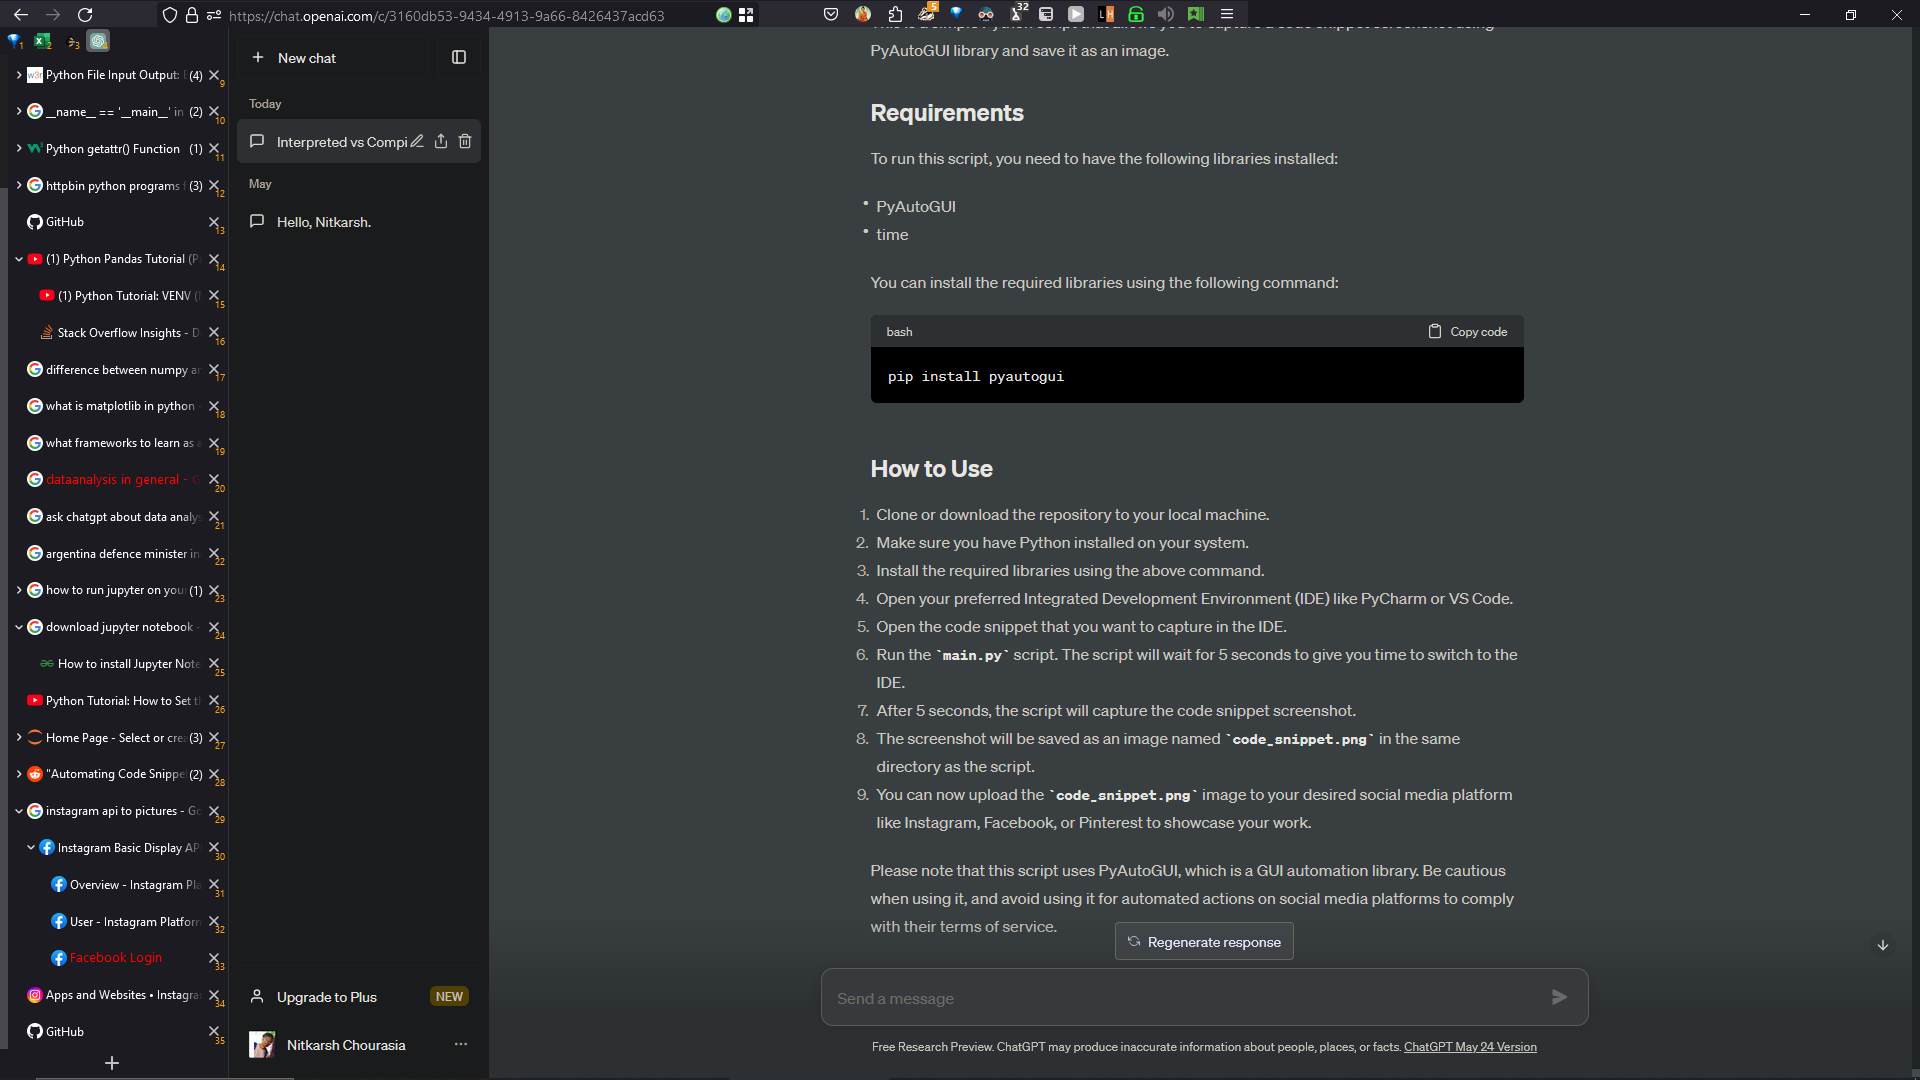 https://chat.openai.com/c/3160db53-9434-4913-9a66-8426437acd63
5
32
1
2
3
Python File Input Output: (4)
9
__name__ == '__main__' in (2)
10
Python getattr() Function (1)
11
httpbin python programs (3)
12
GitHub
13
(1) Python Pandas Tutorial (P
14
(1) Python Tutorial: VENV (
15
Stack Overflow Insights - D
16
difference between numpy a
17
what is matplotlib in python
18
what frameworks to learn as a
19
dataanalysis in general - G
20
ask chatgpt about data analys
21
argentina defence minister in
22
how to run jupyter on you (1)
23
download jupyter notebook -
24
How to install Jupyter Note
25
Python Tutorial: How to Set t
26
Home Page - Select or crea (3)
27
"Automating Code Snippe (2)
28
instagram api to pictures - Go
29
Instagram Basic Display AP
30
Overview - Instagram Pla
31
User - Instagram Platform
32
Facebook Login
33
Apps and Websites • Instagra
34
GitHub
35
New chat
Today
Interpreted vs Compi
May
Hello, Nitkarsh.
Upgrade to Plus NEW
Nitkarsh Chourasia
PyAutoGUI library and save it as an image.
Requirements
To run this script, you need to have the following libraries installed:
• PyAutoGUI
• time
You can install the required libraries using the following command:
bash Copy code
pip install pyautogui
How to Use
1. Clone or download the repository to your local machine.
2. Make sure you have Python installed on your system.
3. Install the required libraries using the above command.
4. Open your preferred Integrated Development Environment (IDE) like PyCharm or VS Code.
5. Open the code snippet that you want to capture in the IDE.
6. Run the `main.py` script. The script will wait for 5 seconds to give you time to switch to the
IDE.
7. After 5 seconds, the script will capture the code snippet screenshot.
8. The screenshot will be saved as an image named `code_snippet.png` in the same
directory as the script.
9. You can now upload the `code_snippet.png` image to your desired social media platform
like Instagram, Facebook, or Pinterest to showcase your work.
Please note that this script uses PyAutoGUI, which is a GUI automation library. Be cautious
when using it, and avoid using it for automated actions on social media platforms to comply
with their terms of service.
Regenerate response
Send a message
Free Research Preview. ChatGPT may produce inaccurate information about people, places, or facts. ChatGPT May 24 Version